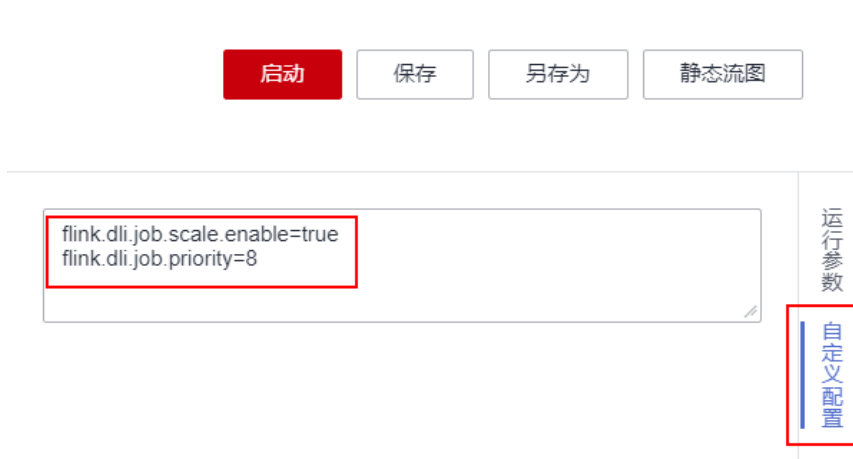 启动 保存 另存为 静态流图
flink.dli.job.scale.enable=true
flink.dli.job.priority=8
运行参数
自定义配置